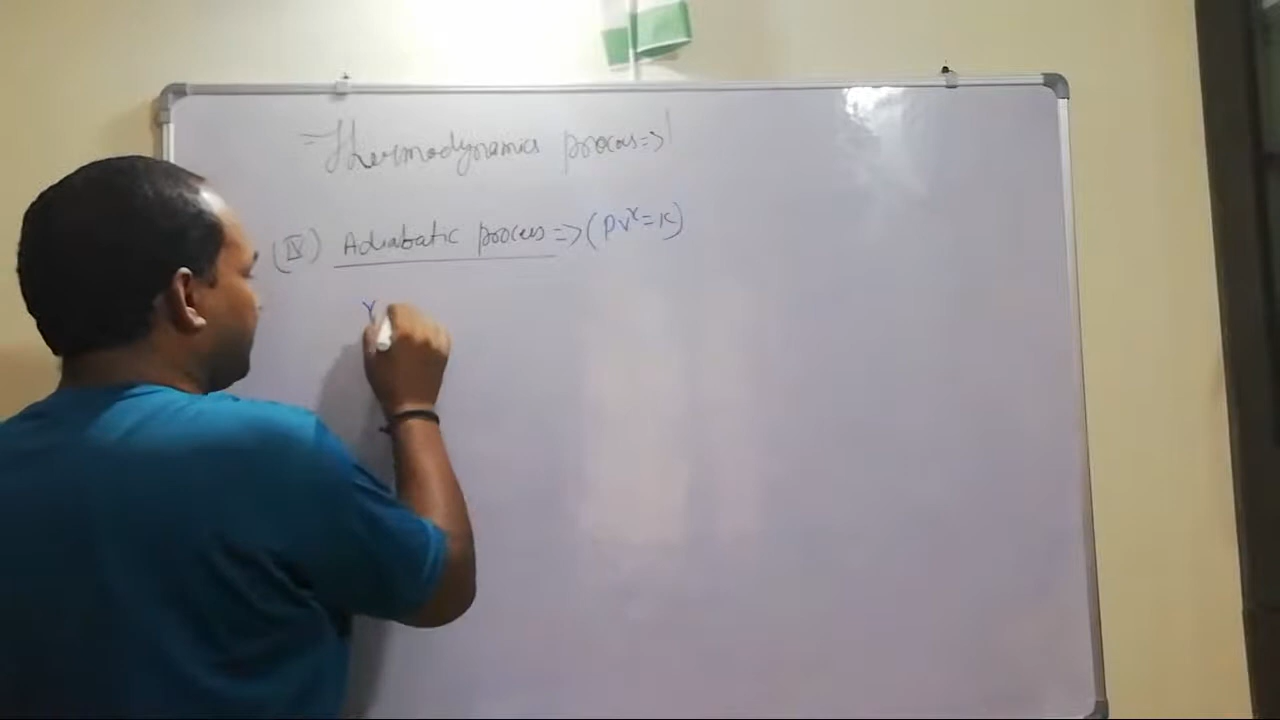 Thermodynamics process =>
(IV) Adiabatic process => (PV^γ = K)
γ